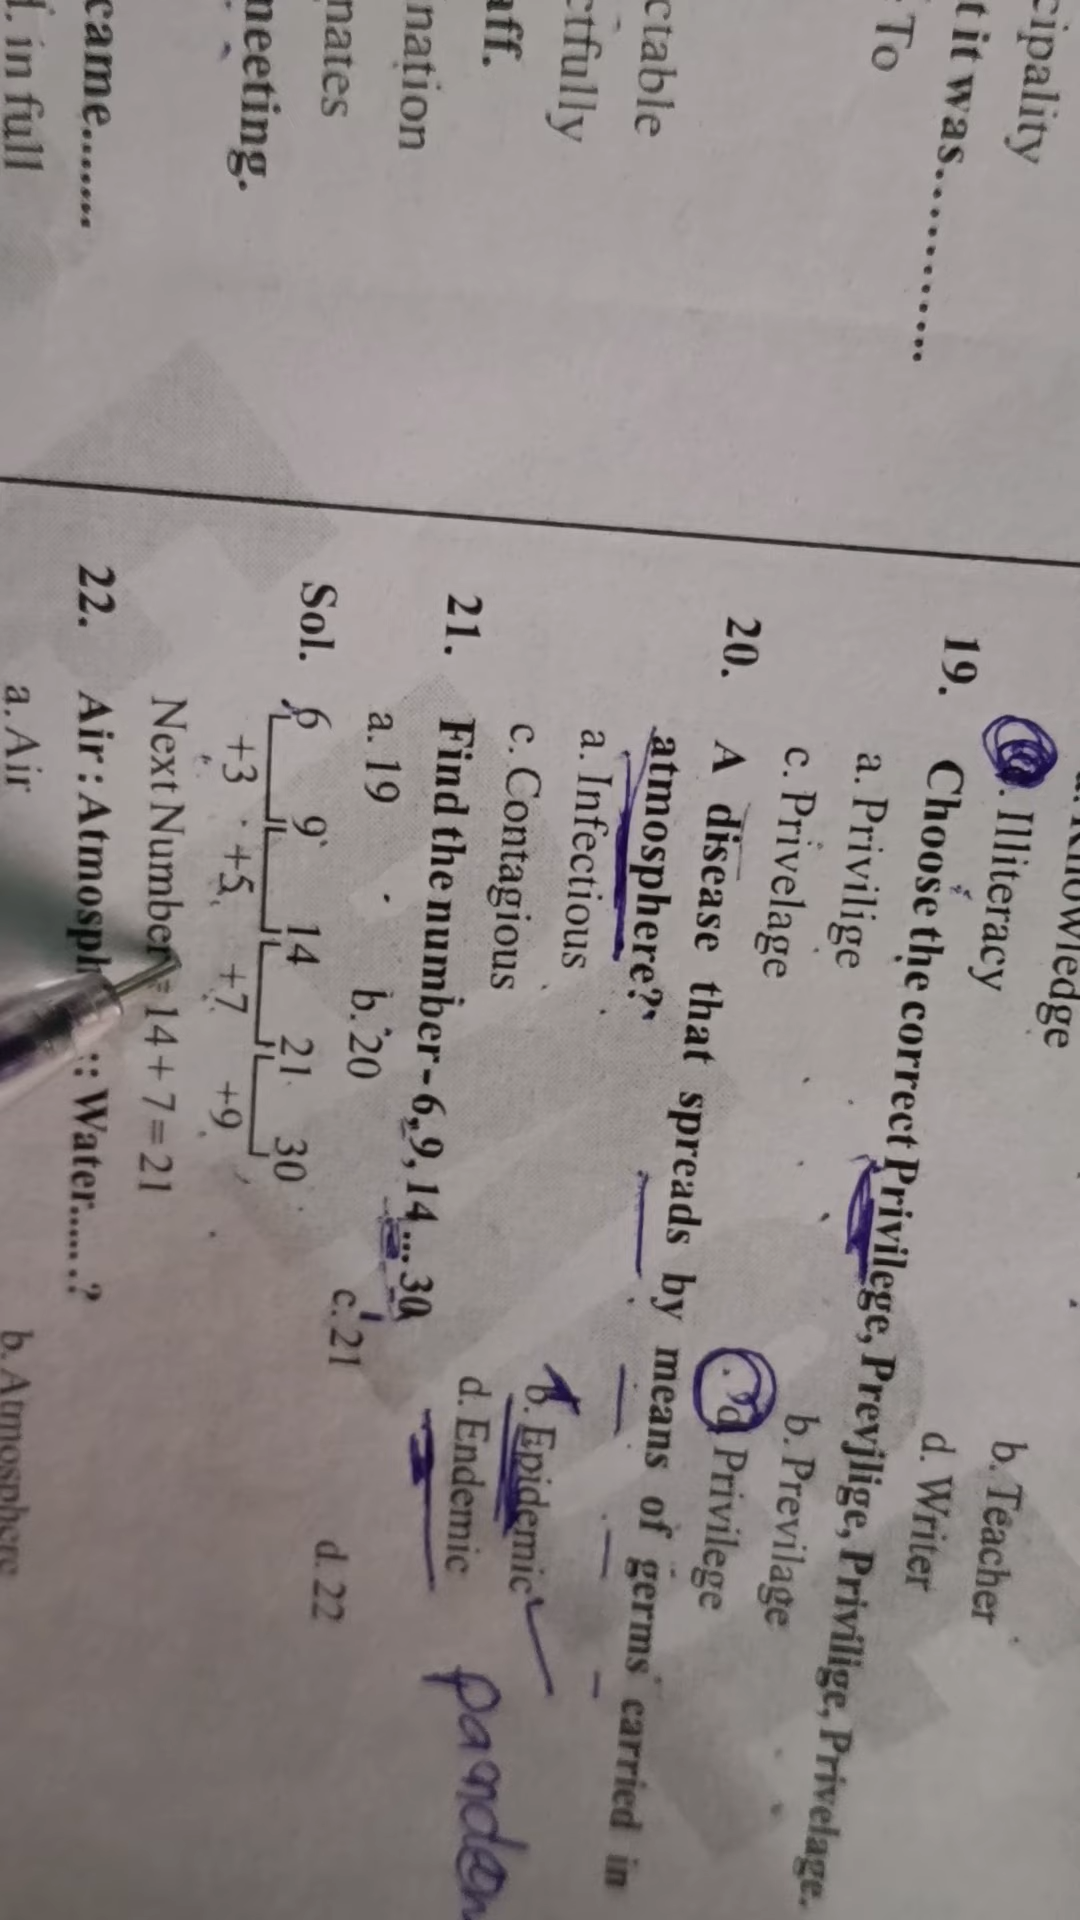 cipality
t it was...........
To
ctable
ctfully
aff.
nation
nates
meeting.
came.......
in full
b. Teacher
Illiteracy
d. Writer
19. Choose the correct Privilege, Prevjlige, Privilige, Privelage.
a. Privilige
b. Previlage
c. Privelage
d Privilege
20. A disease that spreads by means of germs carried in
atmosphere?
a. Infectious
b. Epidemic
c. Contagious
d. Endemic
21. Find the number- 6, 9, 14 ... 30
a. 19 b. 20 c. 21 d. 22
Sol. 6 9 14 21 30
+3 +5 +7 +9
Next Number = 14 + 7 = 21
22. Air : Atmosph :: Water......?
a. Air b. Atmosphere